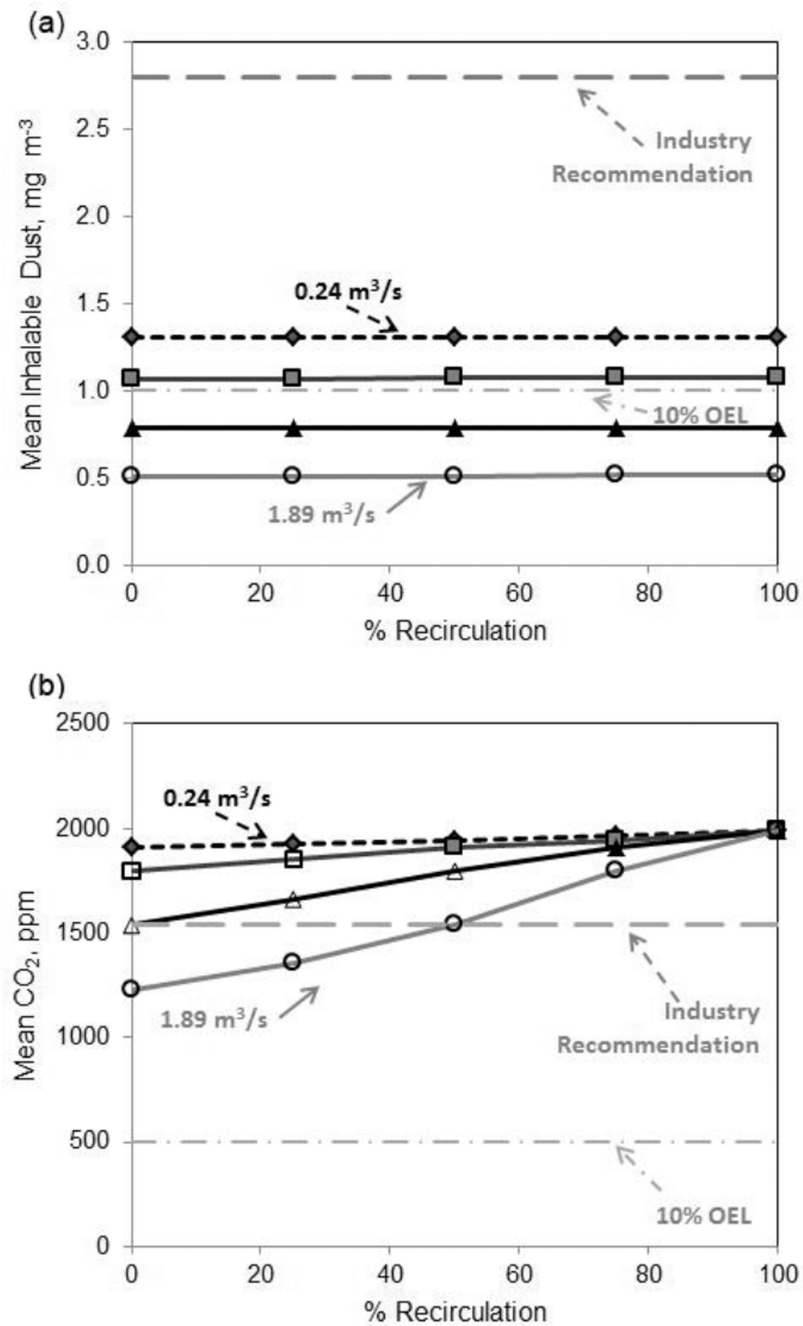 (a)
3.0
2.5
2.0
1.5
1.0
0.5
0.0
Mean Inhalable Dust, mg m-3
Industry
Recommendation
0.24 m³/s
10% OEL
1.89 m³/s
0 20 40 60 80 100
% Recirculation
(b)
2500
2000
1500
1000
500
0
Mean CO₂, ppm
0.24 m³/s
1.89 m³/s
Industry
Recommendation
10% OEL
0 20 40 60 80 100
% Recirculation